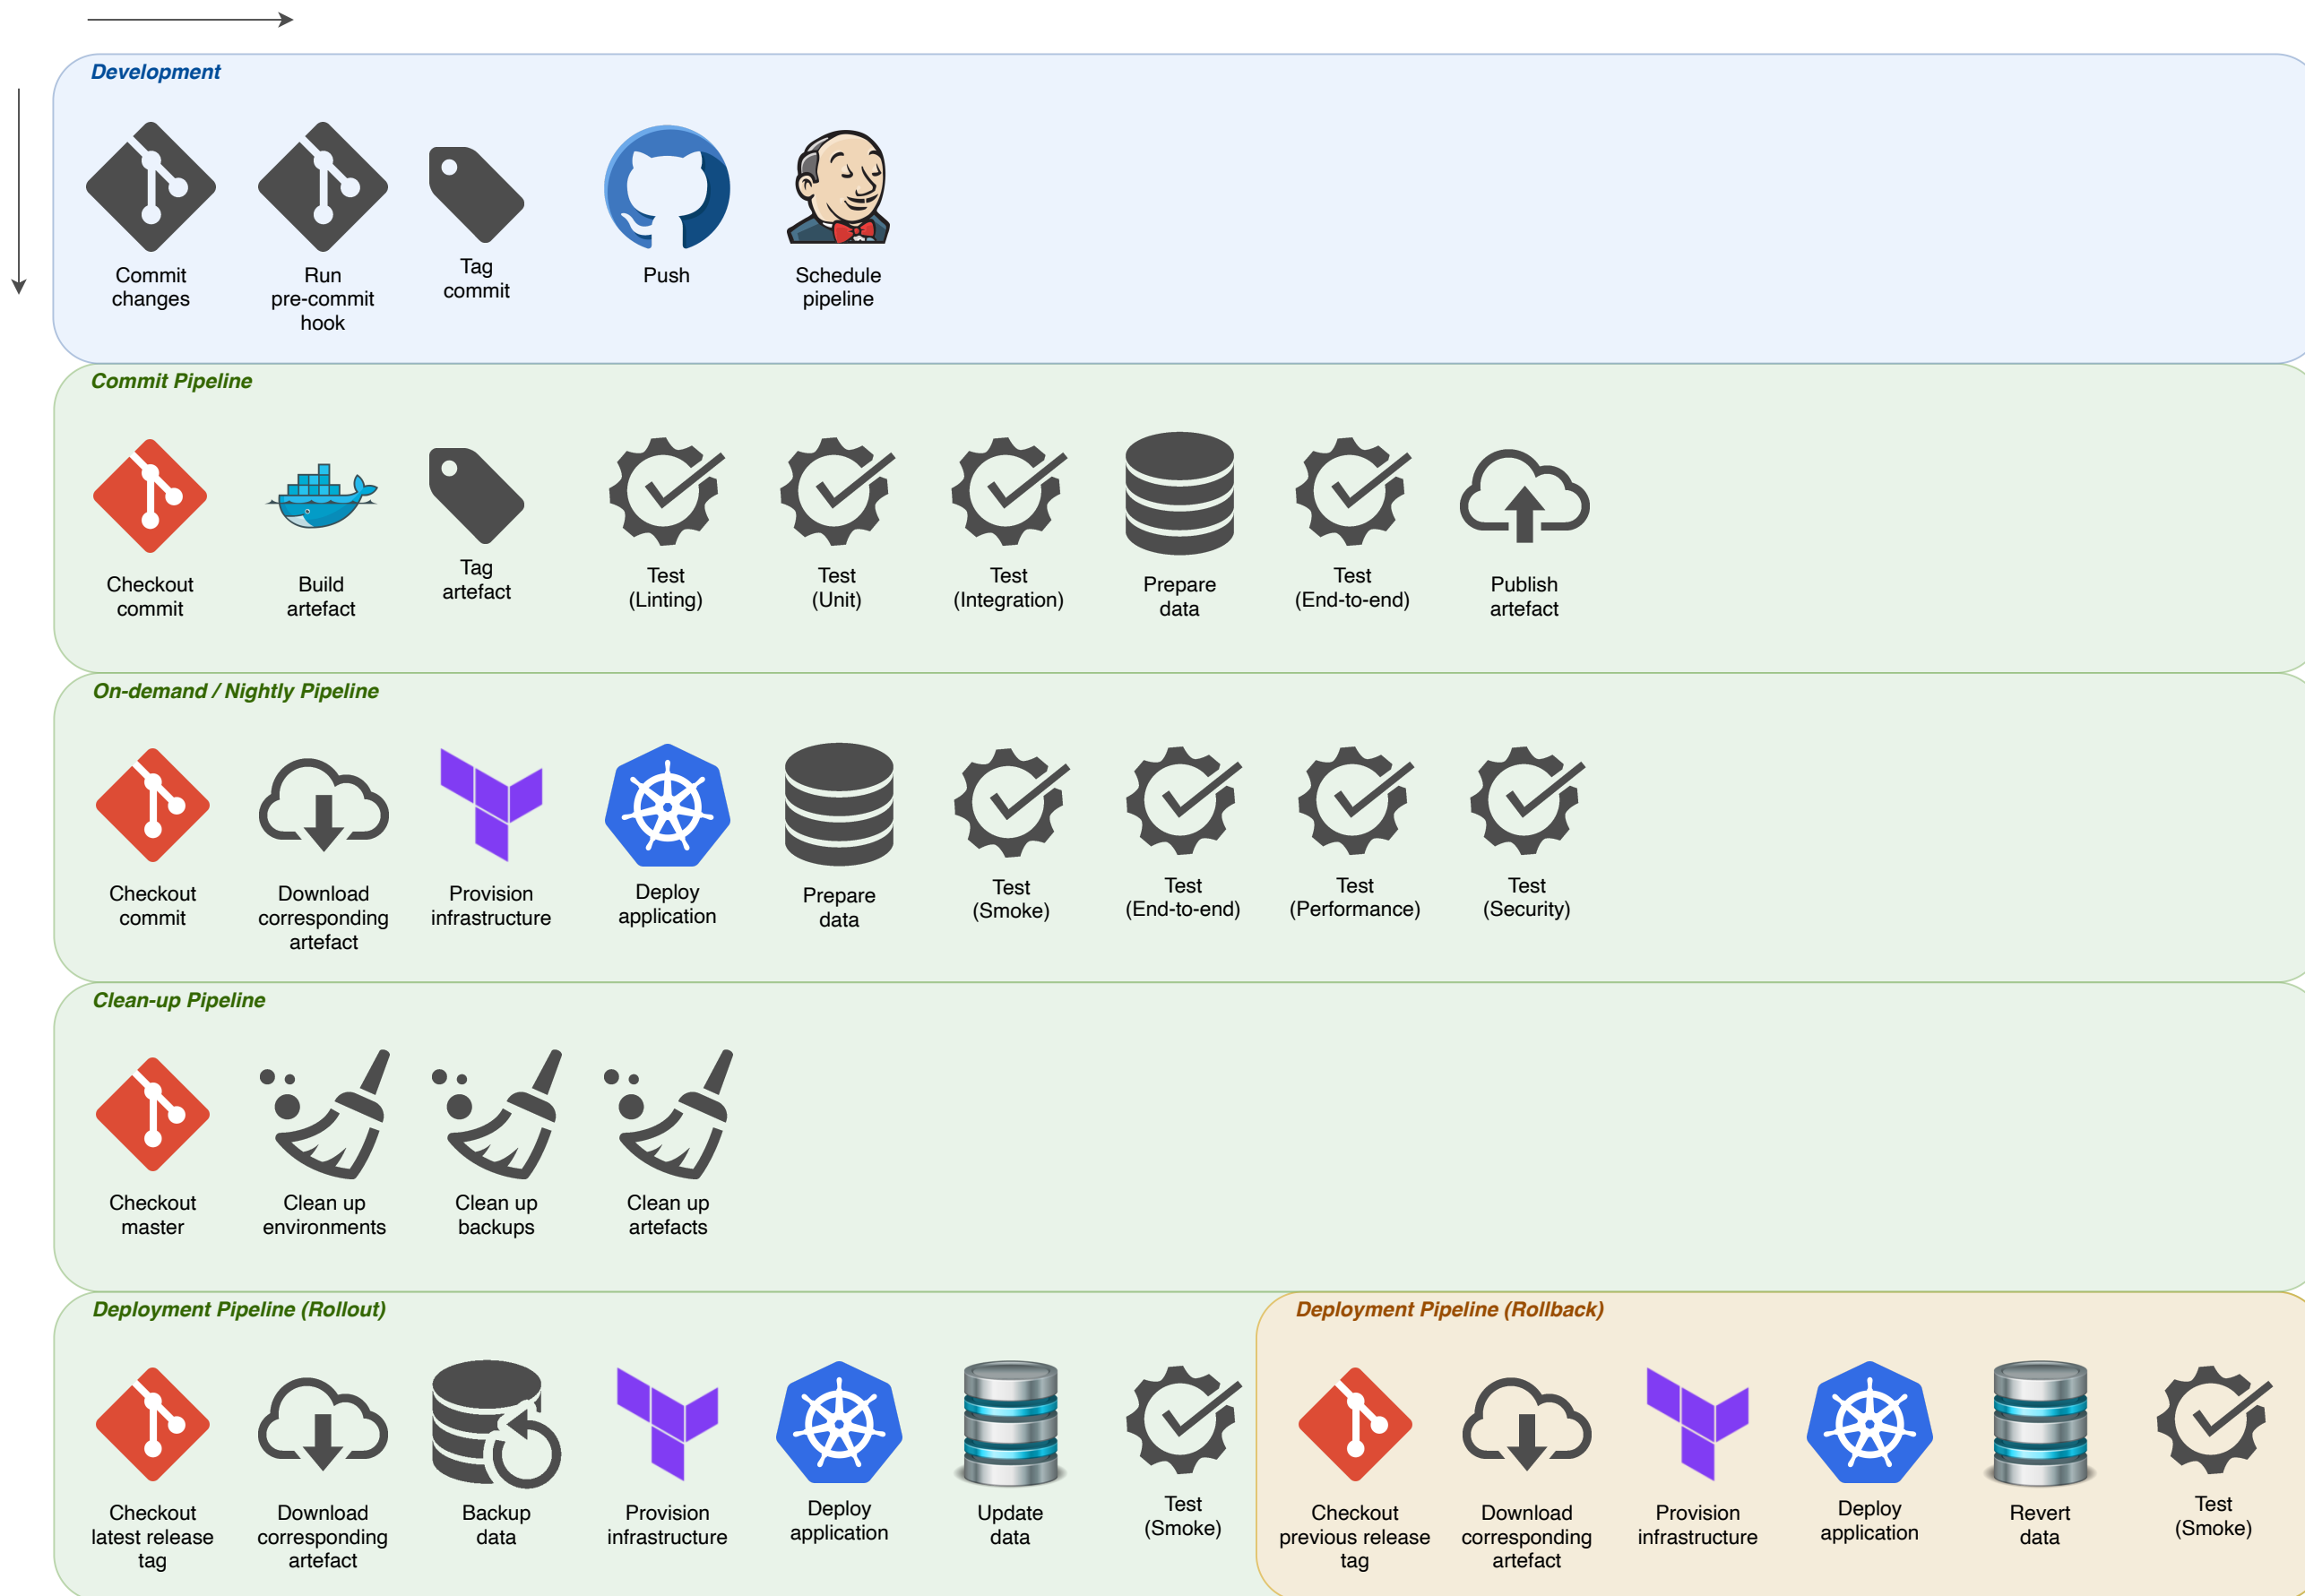 Development
Commit
changes
Run
pre-commit
hook
Tag
commit
Push
Schedule
pipeline
Commit Pipeline
Checkout
commit
Build
artefact
Tag
artefact
Test
(Linting)
Test
(Unit)
Test
(Integration)
Prepare
data
Test
(End-to-end)
Publish
artefact
On-demand / Nightly Pipeline
Checkout
commit
Download
corresponding
artefact
Provision
infrastructure
Deploy
application
Prepare
data
Test
(Smoke)
Test
(End-to-end)
Test
(Performance)
Test
(Security)
Clean-up Pipeline
Checkout
master
Clean up
environments
Clean up
backups
Clean up
artefacts
Deployment Pipeline (Rollout)
Checkout
latest release
tag
Download
corresponding
artefact
Backup
data
Provision
infrastructure
Deploy
application
Update
data
Test
(Smoke)
Deployment Pipeline (Rollback)
Checkout
previous release
tag
Download
corresponding
artefact
Provision
infrastructure
Deploy
application
Revert
data
Test
(Smoke)